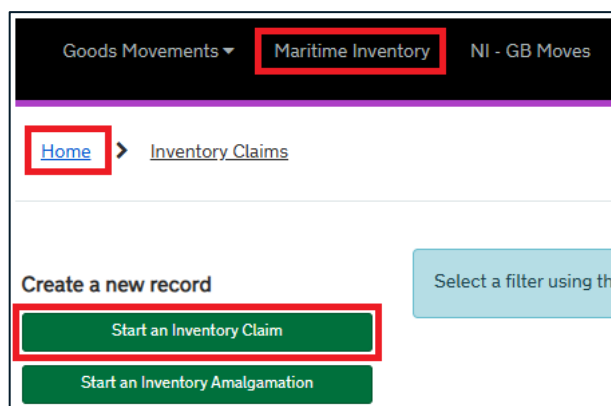 Goods Movements Maritime Inventory NI - GB Moves
Home Inventory Claims
Create a new record
Select a filter using th
Start an Inventory Claim
Start an Inventory Amalgamation